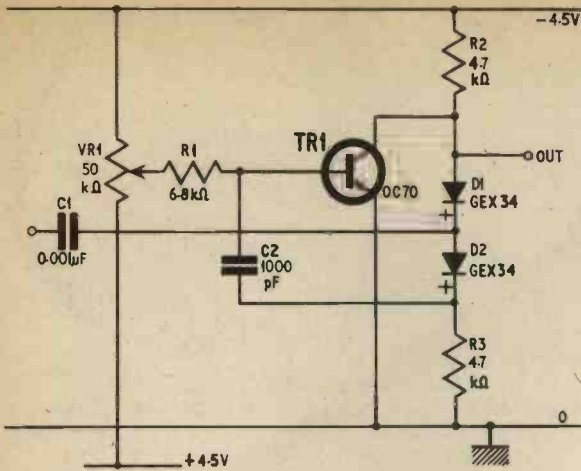 -4·5V
R2
4·7
kΩ
TR1
VR1
50
kΩ
R1
6·8kΩ
OUT
OC70
D1
GEX34
+
C1
0·001μF
C2
1000
pF
D2
GEX34
+
R3
4·7
kΩ
0
+4·5V